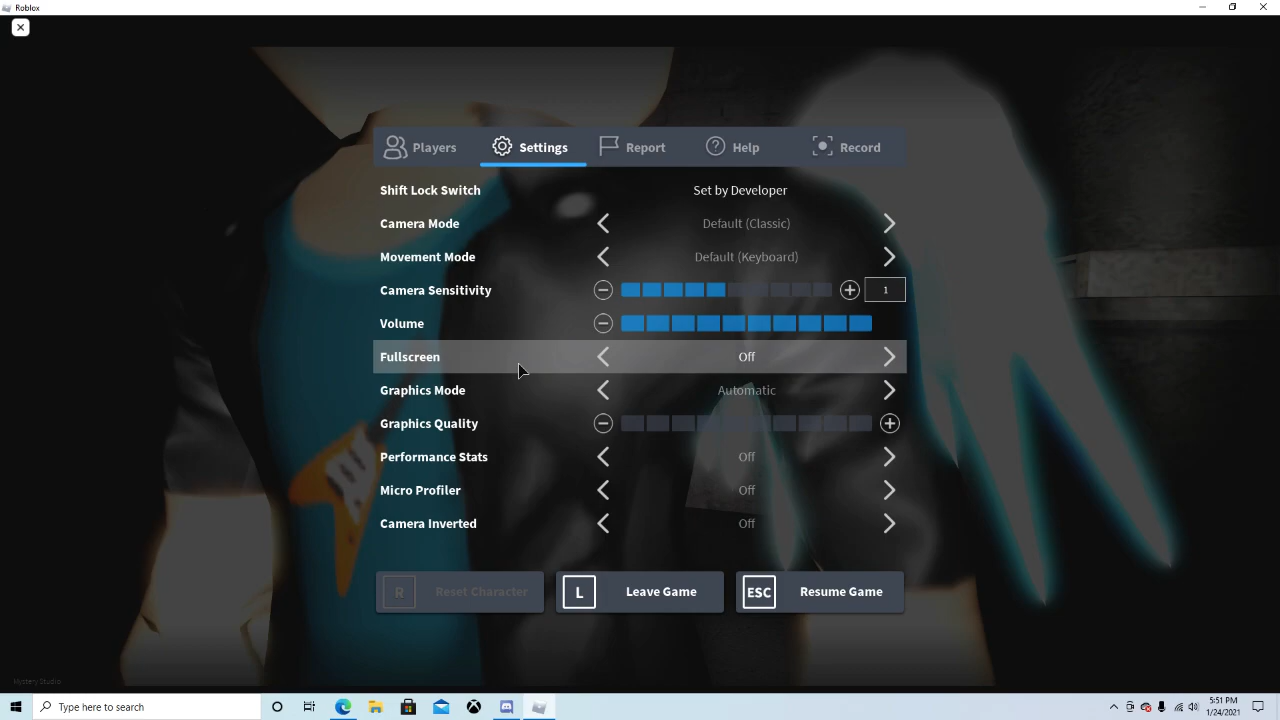 Roblox
Players Settings Report Help Record
Shift Lock Switch Set by Developer
Camera Mode Default (Classic)
Movement Mode Default (Keyboard)
Camera Sensitivity 1
Volume
Fullscreen Off
Graphics Mode Automatic
Graphics Quality
Performance Stats Off
Micro Profiler Off
Camera Inverted Off
R Reset Character L Leave Game ESC Resume Game
Mystery Studio
Type here to search
5:51 PM
1/24/2021